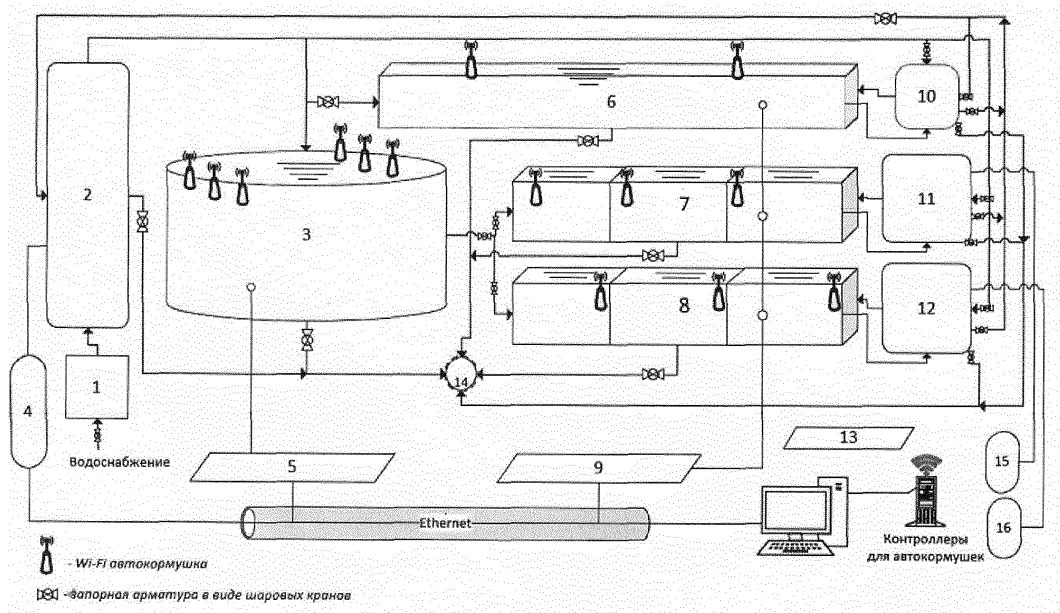 6
10
2
3
7
11
8
12
14
1
4
Водоснабжение
5
9
13
15
16
Ethernet
Контроллеры
для автокормушек
- Wi-Fi автокормушка
- запорная арматура в виде шаровых кранов